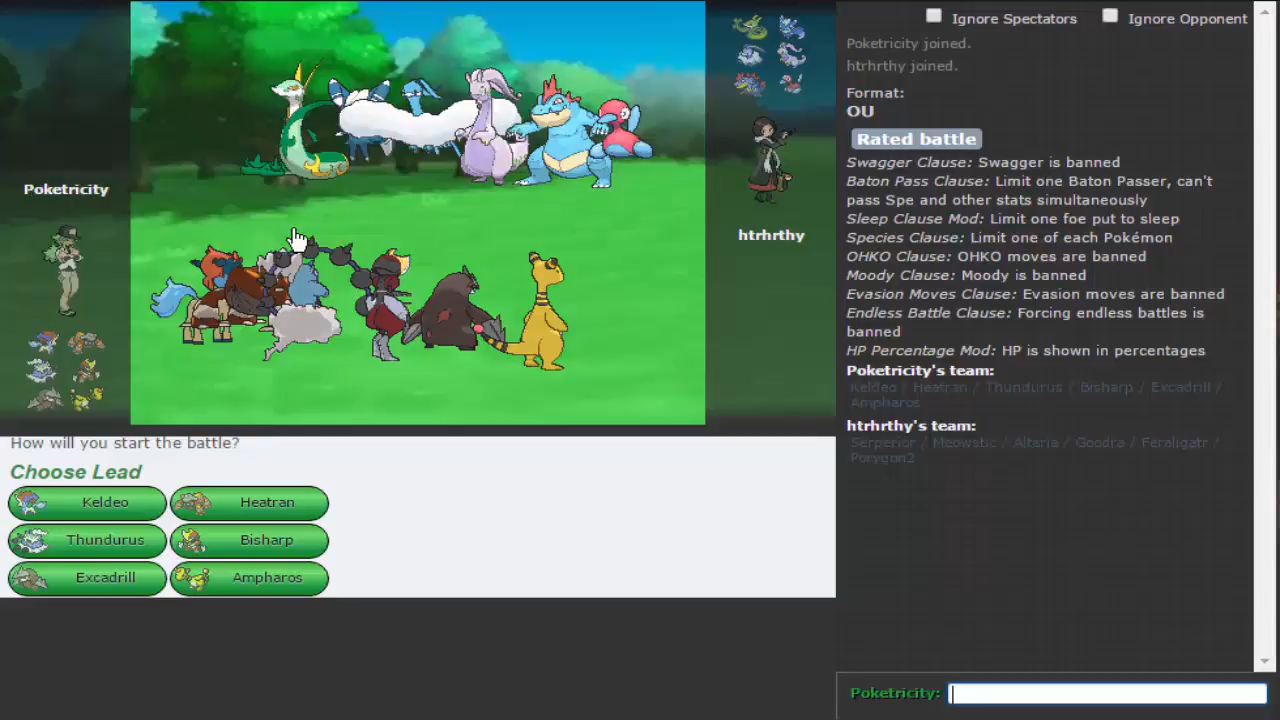 Ignore Spectators Ignore Opponent
Poketricity joined.
htrhrthy joined.
Format:
OU
Rated battle
Swagger Clause: Swagger is banned
Baton Pass Clause: Limit one Baton Passer, can't
pass Spe and other stats simultaneously
Sleep Clause Mod: Limit one foe put to sleep
Species Clause: Limit one of each Pokémon
OHKO Clause: OHKO moves are banned
Moody Clause: Moody is banned
Evasion Moves Clause: Evasion moves are banned
Endless Battle Clause: Forcing endless battles is
banned
HP Percentage Mod: HP is shown in percentages
Poketricity's team:
Keldeo / Heatran / Thundurus / Bisharp / Excadrill /
Ampharos
htrhrthy's team:
Serperior / Meowstic / Altaria / Goodra / Feraligatr /
Porygon2
Poketricity
htrhrthy
How will you start the battle?
Choose Lead
Keldeo Heatran
Thundurus Bisharp
Excadrill Ampharos
Poketricity: